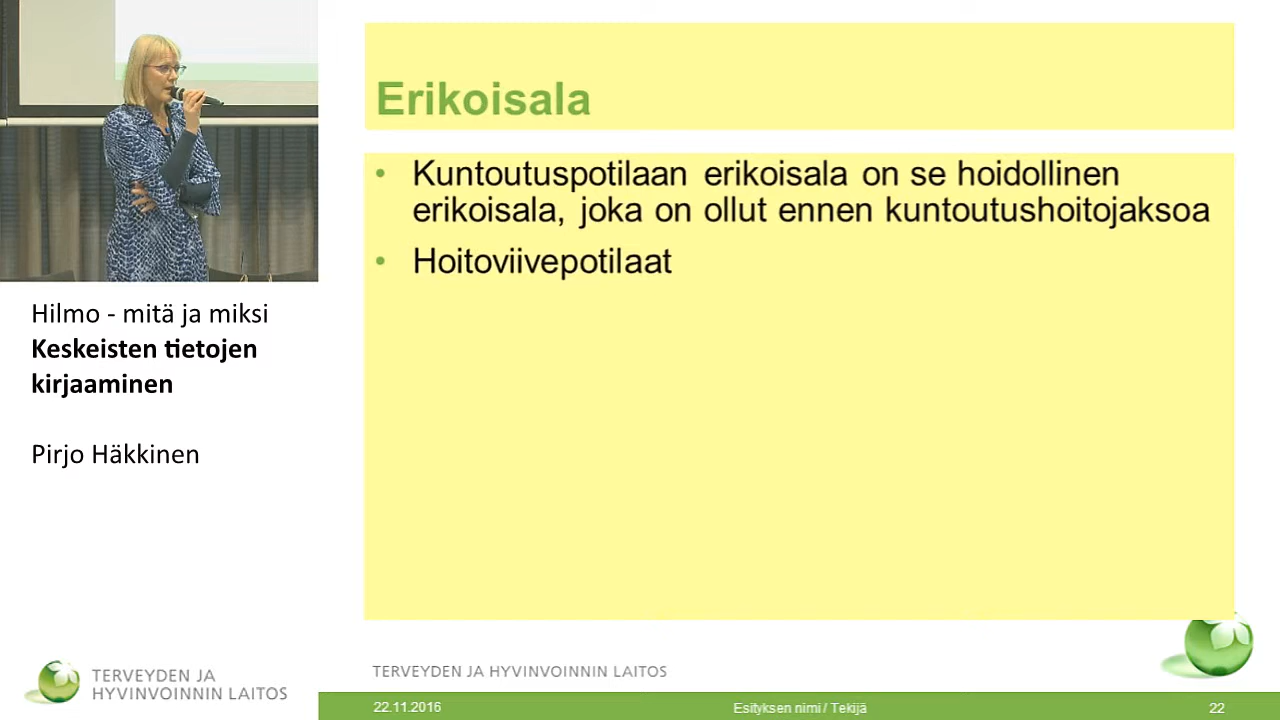 Erikoisala
• Kuntoutuspotilaan erikoisala on se hoidollinen
erikoisala, joka on ollut ennen kuntoutushoitojaksoa
• Hoitoviivepotilaat
Hilmo - mitä ja miksi
Keskeisten tietojen
kirjaaminen
Pirjo Häkkinen
TERVEYDEN JA
HYVINVOINNIN LAITOS
TERVEYDEN JA HYVINVOINNIN LAITOS
22.11.2016
Esityksen nimi / Tekijä
22